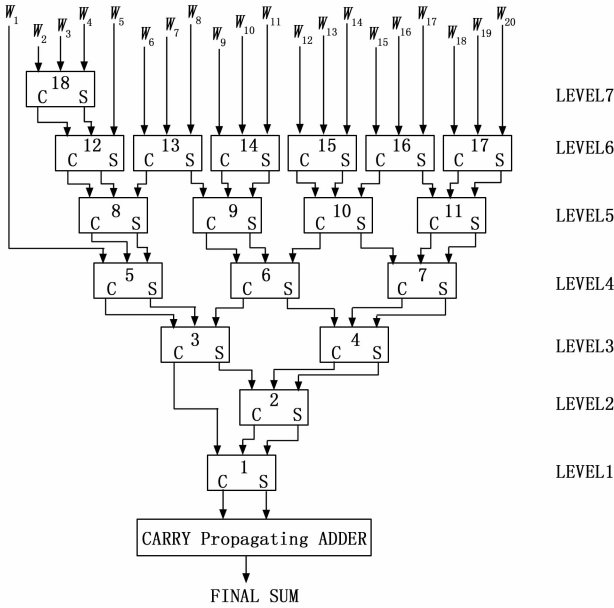 W1 W2 W3 W4 W5 W6 W7 W8 W9 W10 W11 W12 W13 W14 W15 W16 W17 W18 W19 W20
18
C S
LEVEL7
12 13 14 15 16 17
C S C S C S C S C S C S
LEVEL6
8 9 10 11
C S C S C S C S
LEVEL5
5 6 7
C S C S C S
LEVEL4
3 4
C S C S
LEVEL3
2
C S
LEVEL2
1
C S
LEVEL1
CARRY Propagating ADDER
FINAL SUM